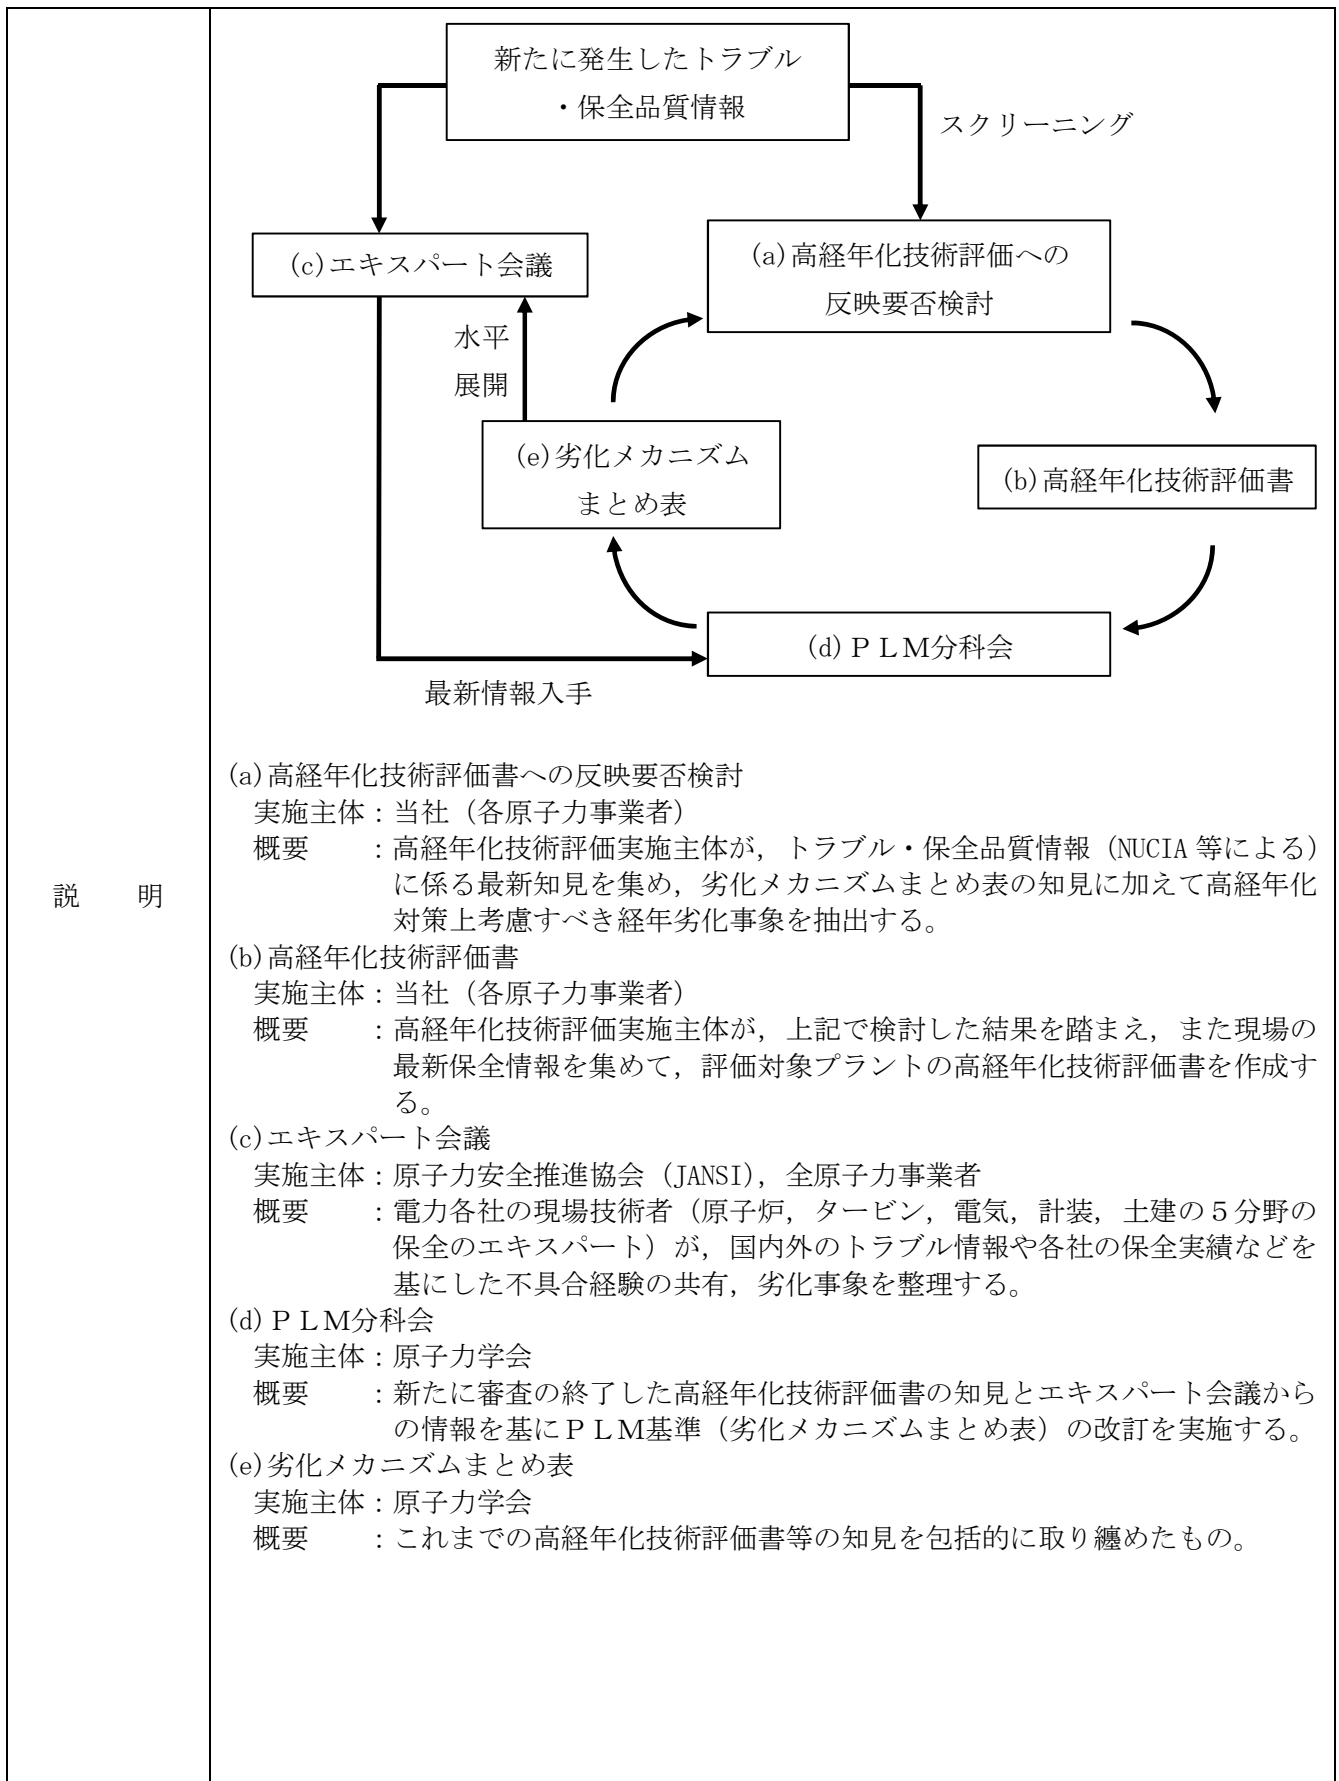 新たに発生したトラブル
・保全品質情報
スクリーニング
(c)エキスパート会議
(a)高経年化技術評価への
反映要否検討
水平
展開
(e)劣化メカニズム
まとめ表
(b)高経年化技術評価書
(d)ＰＬＭ分科会
最新情報入手
説　明
(a)高経年化技術評価書への反映要否検討
実施主体：当社（各原子力事業者）
概要　　：高経年化技術評価実施主体が，トラブル・保全品質情報（NUCIA 等による）
に係る最新知見を集め，劣化メカニズムまとめ表の知見に加えて高経年化
対策上考慮すべき経年劣化事象を抽出する。
(b)高経年化技術評価書
実施主体：当社（各原子力事業者）
概要　　：高経年化技術評価実施主体が，上記で検討した結果を踏まえ，また現場の
最新保全情報を集めて，評価対象プラントの高経年化技術評価書を作成す
る。
(c)エキスパート会議
実施主体：原子力安全推進協会（JANSI），全原子力事業者
概要　　：電力各社の現場技術者（原子炉，タービン，電気，計装，土建の５分野の
保全のエキスパート）が，国内外のトラブル情報や各社の保全実績などを
基にした不具合経験の共有，劣化事象を整理する。
(d)ＰＬＭ分科会
実施主体：原子力学会
概要　　：新たに審査の終了した高経年化技術評価書の知見とエキスパート会議から
の情報を基にＰＬＭ基準（劣化メカニズムまとめ表）の改訂を実施する。
(e)劣化メカニズムまとめ表
実施主体：原子力学会
概要　　：これまでの高経年化技術評価書等の知見を包括的に取り纏めたもの。